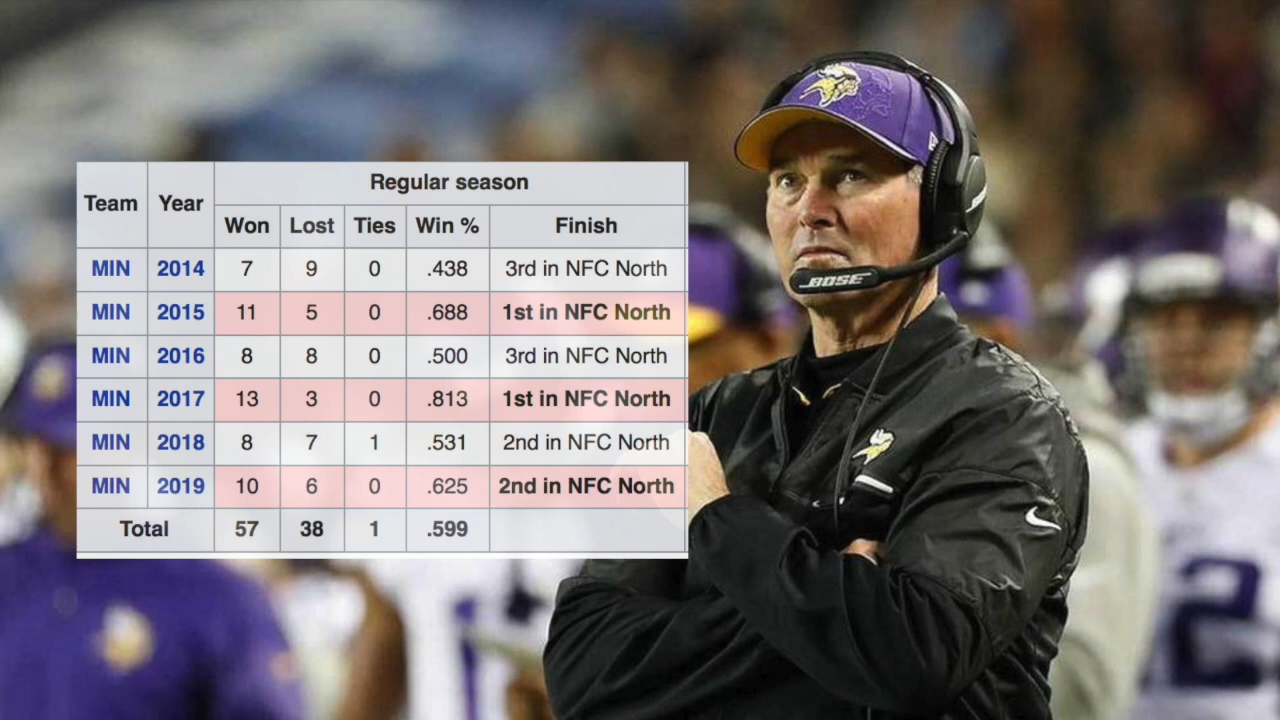 Team Year Regular season
Won Lost Ties Win % Finish
MIN 2014 7 9 0 .438 3rd in NFC North
MIN 2015 11 5 0 .688 1st in NFC North
MIN 2016 8 8 0 .500 3rd in NFC North
MIN 2017 13 3 0 .813 1st in NFC North
MIN 2018 8 7 1 .531 2nd in NFC North
MIN 2019 10 6 0 .625 2nd in NFC North
Total 57 38 1 .599
BOSE
2